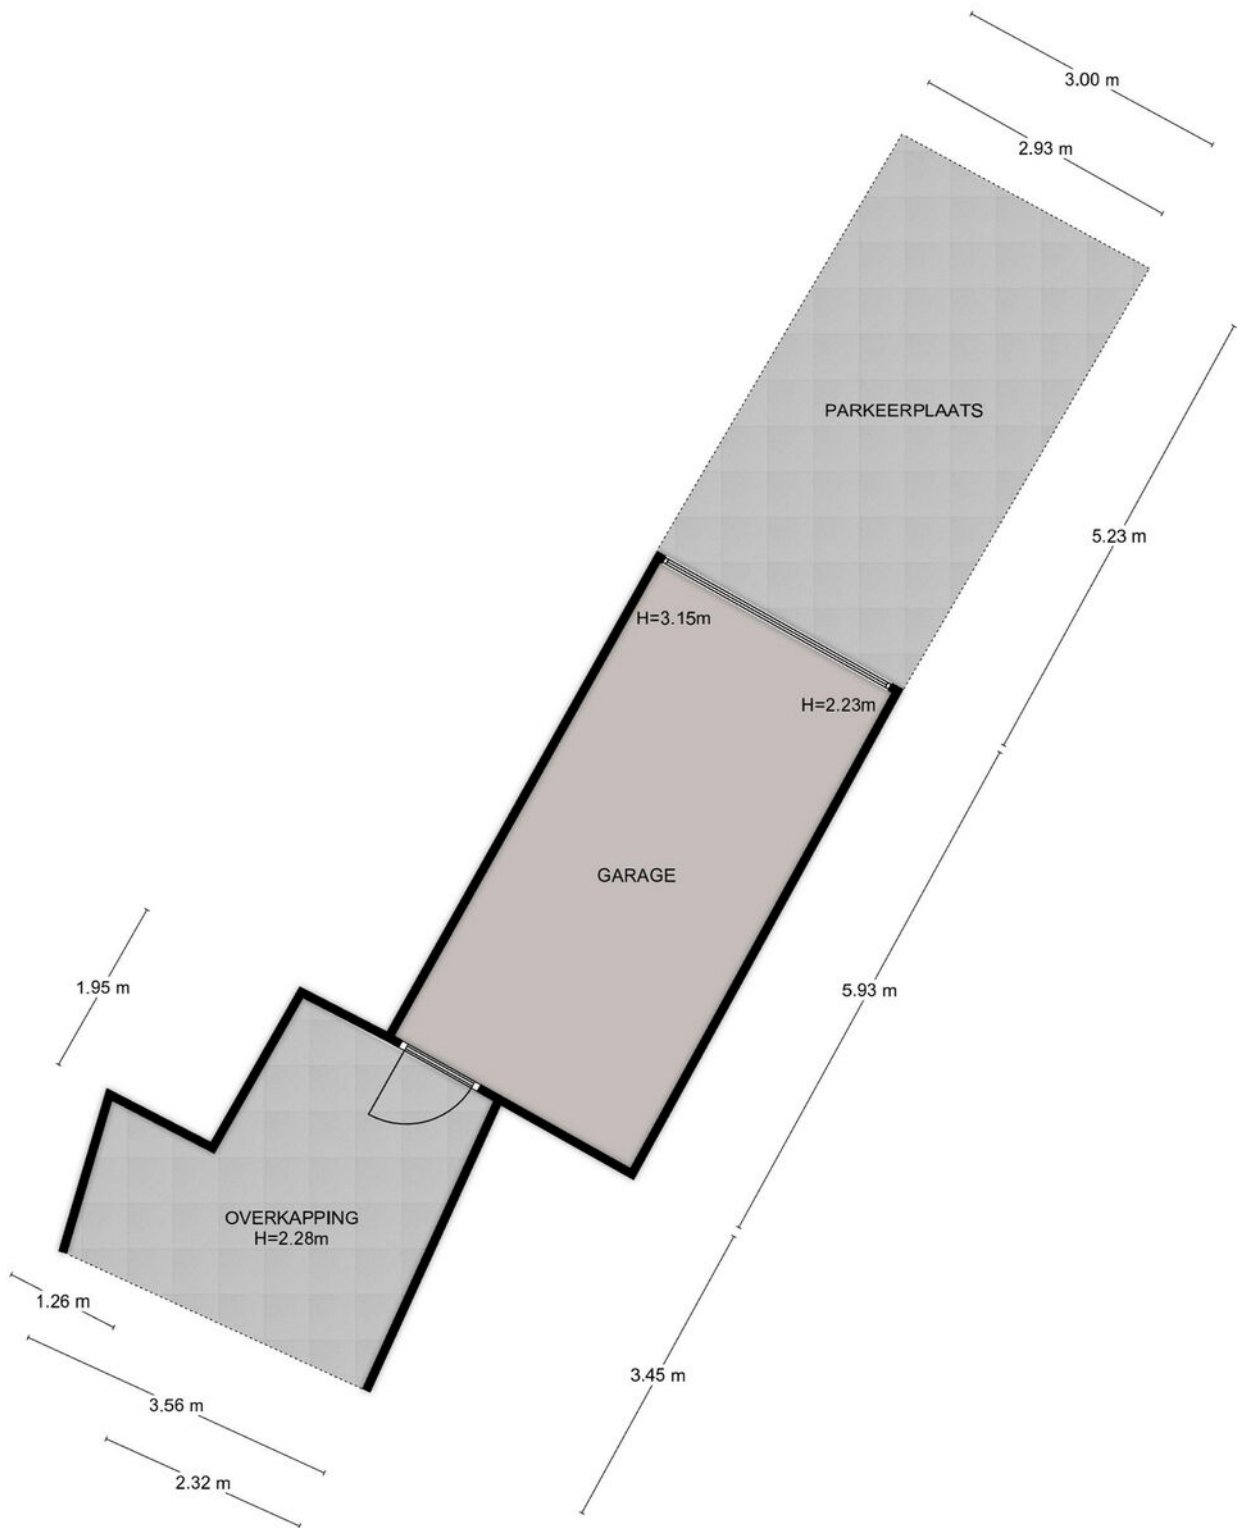 3.00 m
2.93 m
PARKEERPLAATS
5.23 m
H=3.15m
H=2.23m
GARAGE
1.95 m
5.93 m
OVERKAPPING
H=2.28m
1.26 m
3.45 m
3.56 m
2.32 m